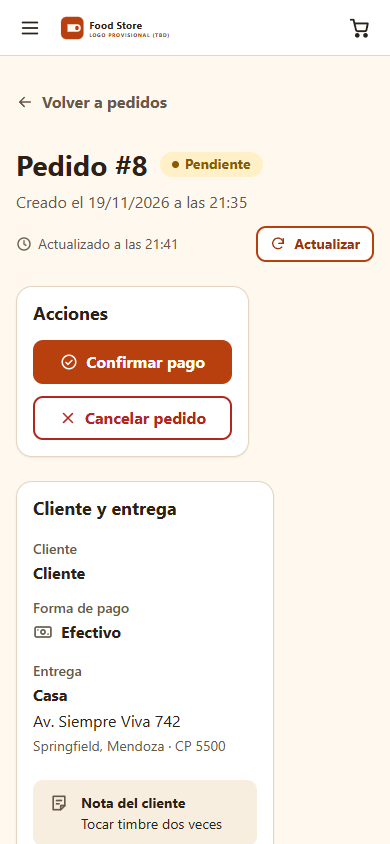 Food Store
LOGO PROVISIONAL (TBD)
Volver a pedidos
Pedido #8
Pendiente
Creado el 19/11/2026 a las 21:35
Actualizado a las 21:41
Actualizar
Acciones
Confirmar pago
Cancelar pedido
Cliente y entrega
Cliente
Cliente
Forma de pago
Efectivo
Entrega
Casa
Av. Siempre Viva 742
Springfield, Mendoza · CP 5500
Nota del cliente
Tocar timbre dos veces